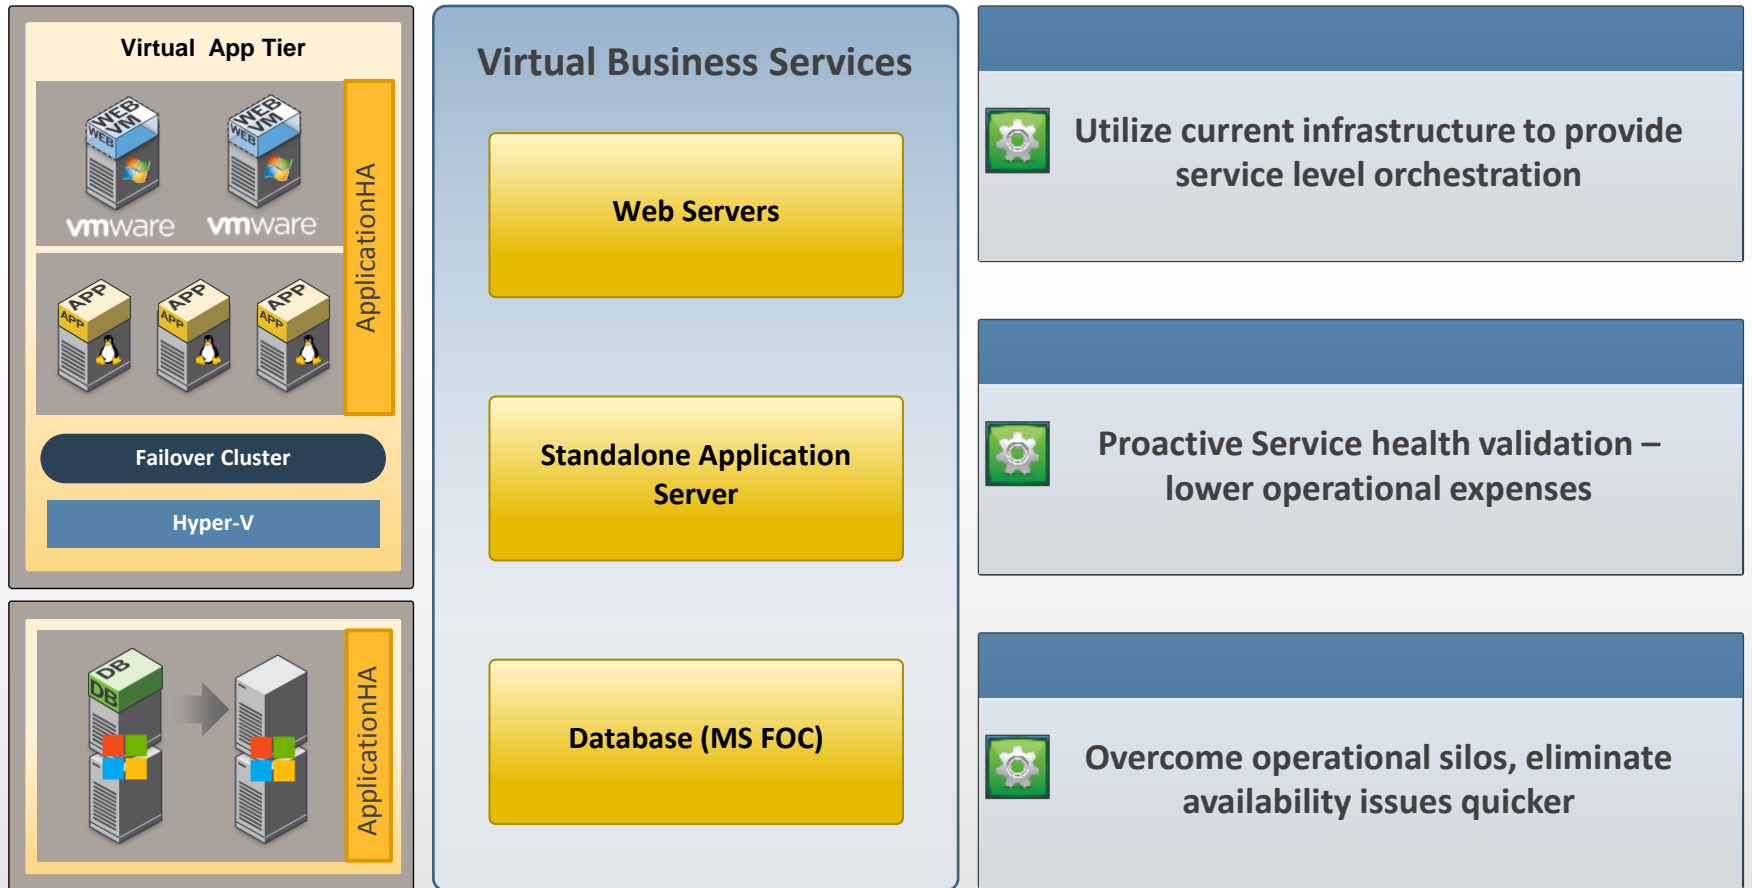 Virtual App Tier
WEB VM
WEB
WEB VM
WEB
vmware
vmware
ApplicationHA
APP
APP
APP
APP
APP
APP
Failover Cluster
Hyper-V
DB
DB
ApplicationHA
Virtual Business Services
Web Servers
Standalone Application
Server
Database (MS FOC)
Utilize current infrastructure to provide
service level orchestration
Proactive Service health validation –
lower operational expenses
Overcome operational silos, eliminate
availability issues quicker